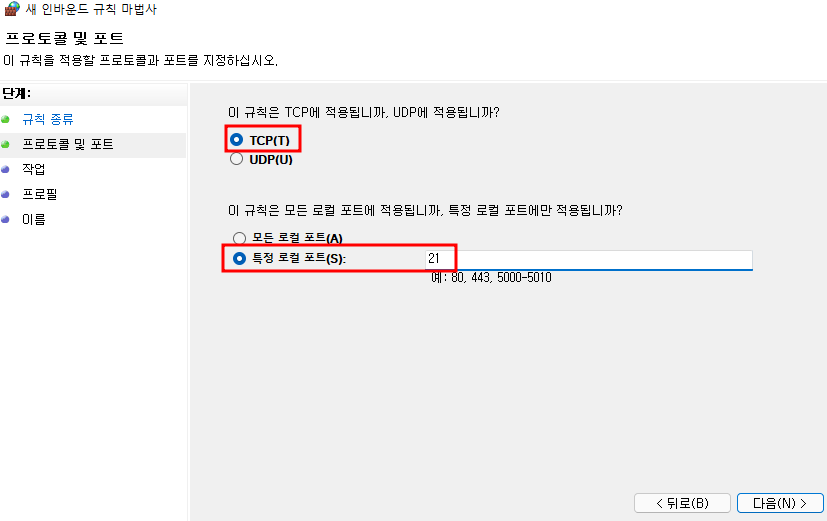 새 인바운드 규칙 마법사
프로토콜 및 포트
이 규칙을 적용할 프로토콜과 포트를 지정하십시오.
단계:
규칙 종류
프로토콜 및 포트
작업
프로필
이름
이 규칙은 TCP에 적용됩니까, UDP에 적용됩니까?
TCP(T)
UDP(U)
이 규칙은 모든 로컬 포트에 적용됩니까, 특정 로컬 포트에만 적용됩니까?
모든 로컬 포트(A)
특정 로컬 포트(S): 21
예: 80, 443, 5000-5010
< 뒤로(B) 다음(N) >